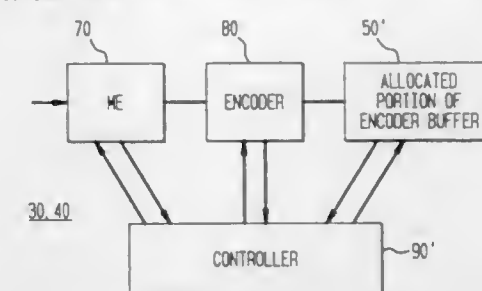 70
80
50'
ME
ENCODER
ALLOCATED
PORTION OF
ENCODER BUFFER
30, 40
CONTROLLER
90'